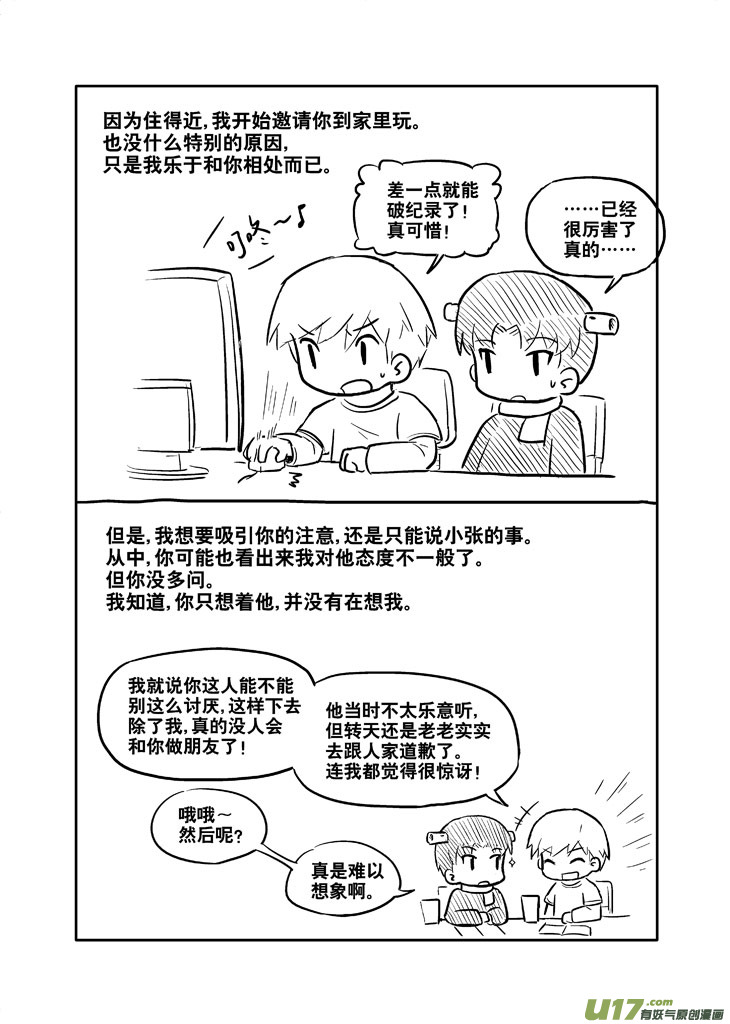 因为住得近,我开始邀请你到家里玩。
也没什么特别的原因,
只是我乐于和你相处而已。
差一点就能
破纪录了!
真可惜!
……已经
很厉害了
真的……
叮咚~♪
但是,我想要吸引你的注意,还是只能说小张的事。
从中,你可能也看出来我对他态度不一般了。
但你没多问。
我知道,你只想着他,并没有在想我。
我就说你这人能不能
别这么讨厌,这样下去
除了我,真的没人会
和你做朋友了!
他当时不太乐意听,
但转天还是老老实实
去跟人家道歉了。
连我都觉得很惊讶!
哦哦~
然后呢?
真是难以
想象啊。
U17.com
有妖气原创漫画